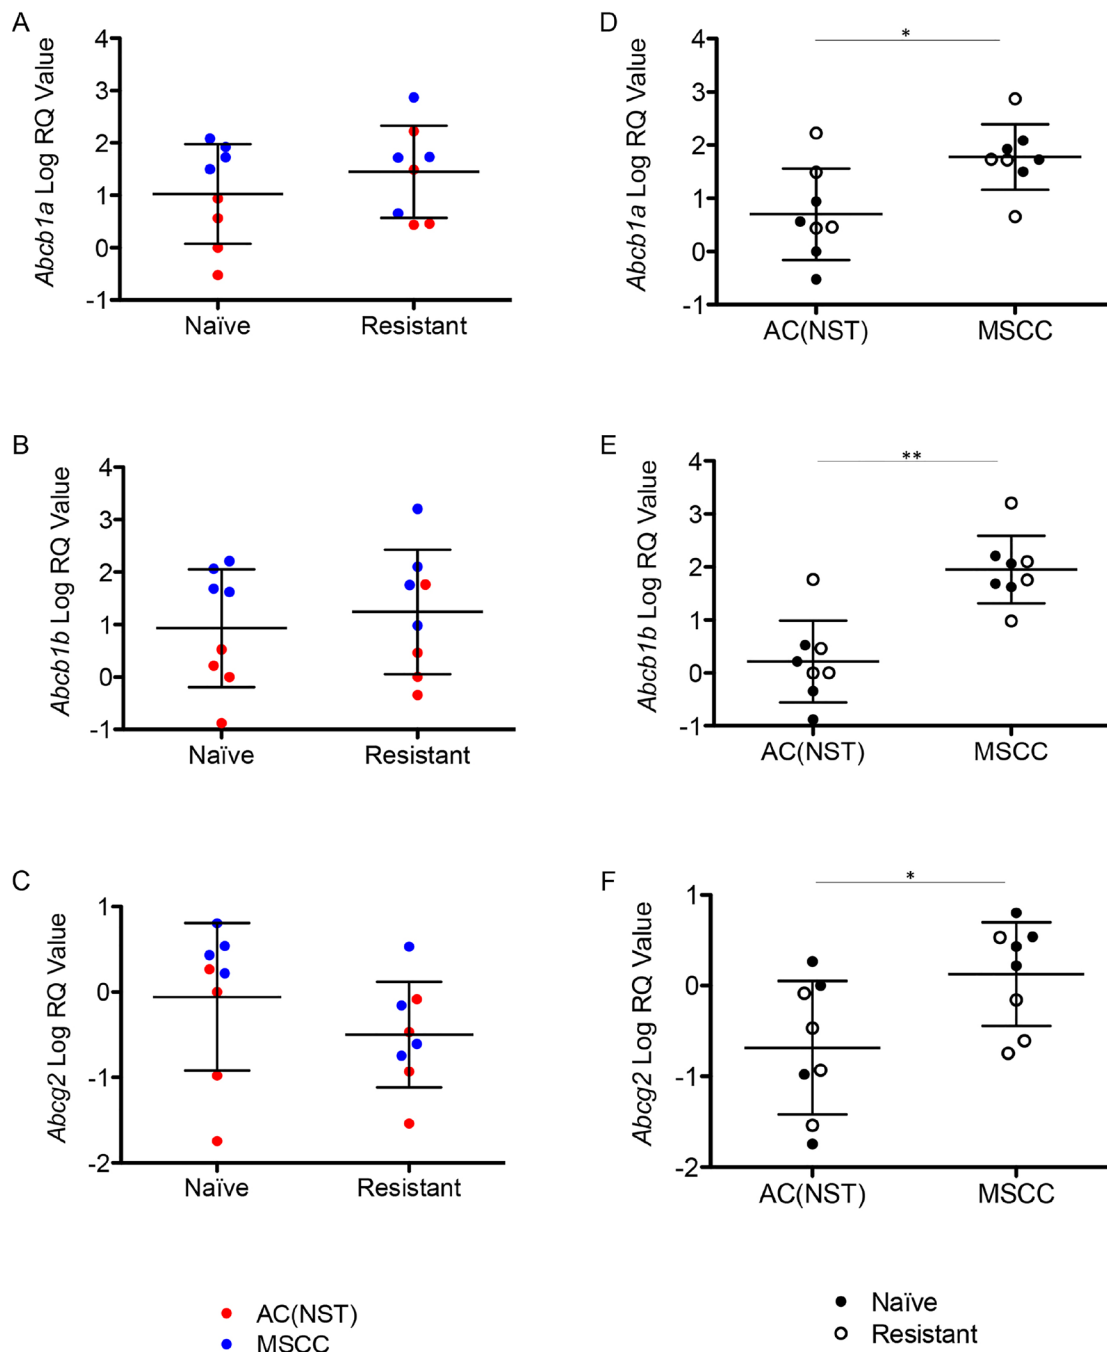 A
Abcb1a Log RQ Value
4
3
2
1
0
-1
Naïve
Resistant
D
*
Abcb1a Log RQ Value
4
3
2
1
0
-1
AC(NST)
MSCC
B
Abcb1b Log RQ Value
4
3
2
1
0
-1
Naïve
Resistant
E
**
Abcb1b Log RQ Value
4
3
2
1
0
-1
AC(NST)
MSCC
C
Abcg2 Log RQ Value
1
0
-1
-2
Naïve
Resistant
F
*
Abcg2 Log RQ Value
1
0
-1
-2
AC(NST)
MSCC
AC(NST)
MSCC
Naïve
Resistant